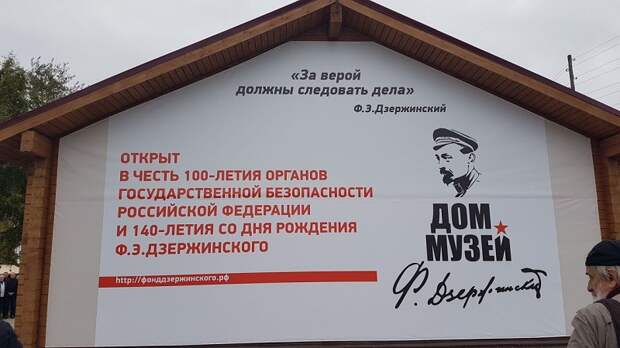 «За верой
должны следовать дела»
Ф.Э.Дзержинский
ОТКРЫТ
В ЧЕСТЬ 100-ЛЕТИЯ ОРГАНОВ
ГОСУДАРСТВЕННОЙ БЕЗОПАСНОСТИ
РОССИЙСКОЙ ФЕДЕРАЦИИ
И 140-ЛЕТИЯ СО ДНЯ РОЖДЕНИЯ
Ф.Э.ДЗЕРЖИНСКОГО
http://фонддзержинского.рф
ДОМ
МУЗЕЙ
Ф. Дзержинский